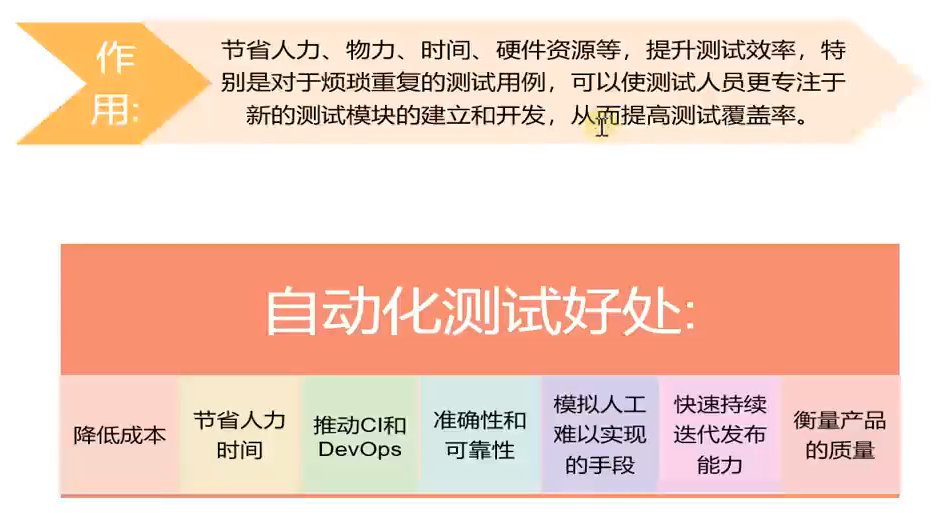 作
用:
节省人力、物力、时间、硬件资源等，提升测试效率，特
别是对于烦琐重复的测试用例，可以使测试人员更专注于
新的测试模块的建立和开发，从而提高测试覆盖率。
自动化测试好处:
降低成本
节省人力
时间
推动CI和
DevOps
准确性和
可靠性
模拟人工
难以实现
的手段
快速持续
迭代发布
能力
衡量产品
的质量